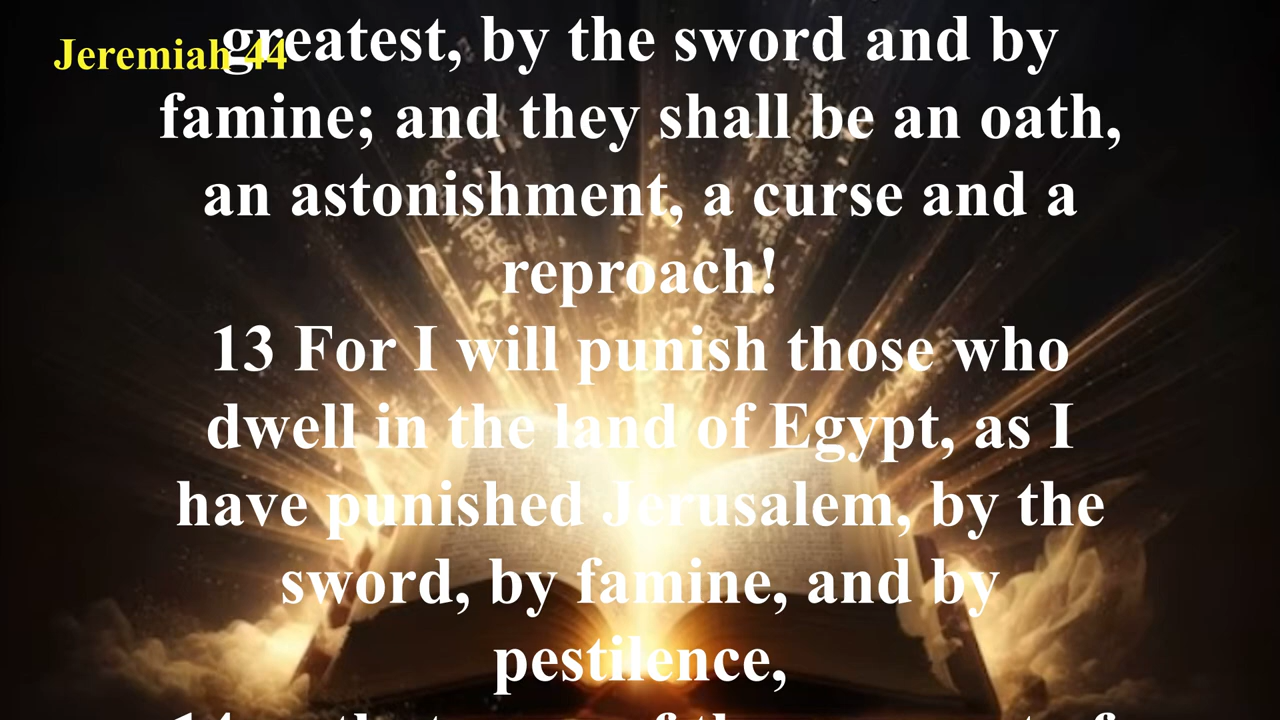 Jeremiah 44
greatest, by the sword and by
famine; and they shall be an oath,
an astonishment, a curse and a
reproach!
13 For I will punish those who
dwell in the land of Egypt, as I
have punished Jerusalem, by the
sword, by famine, and by
pestilence,